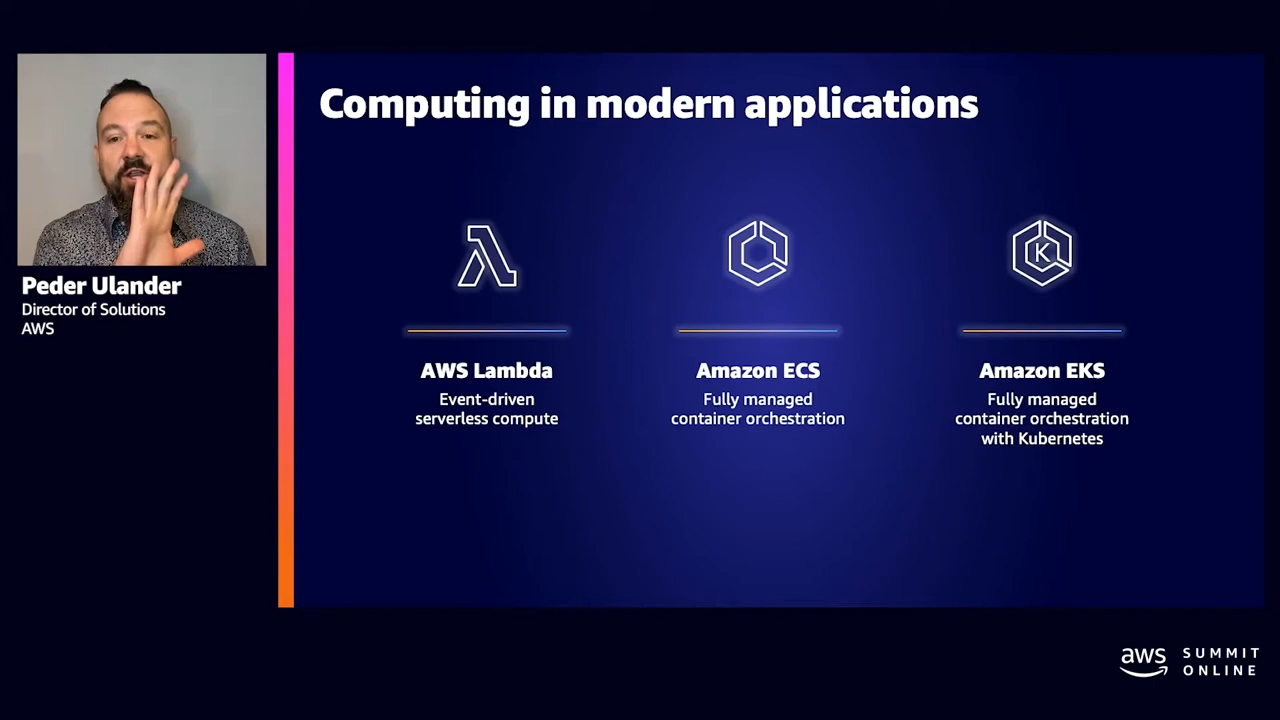 Computing in modern applications
Peder Ulander
Director of Solutions
AWS
AWS Lambda
Event-driven
serverless compute
Amazon ECS
Fully managed
container orchestration
K
Amazon EKS
Fully managed
container orchestration
with Kubernetes
aws
SUMMIT
ONLINE